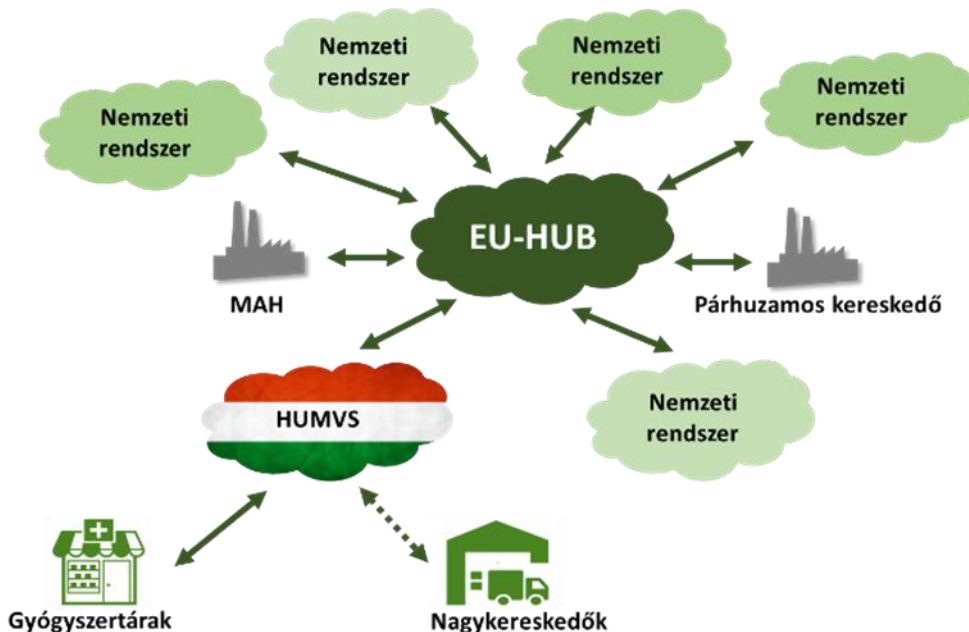 Nemzeti
rendszer
Nemzeti
rendszer
Nemzeti
rendszer
Nemzeti
rendszer
EU-HUB
MAH
Párhuzamos kereskedő
HUMVS
Nemzeti
rendszer
Gyógyszertárak
Nagykereskedők